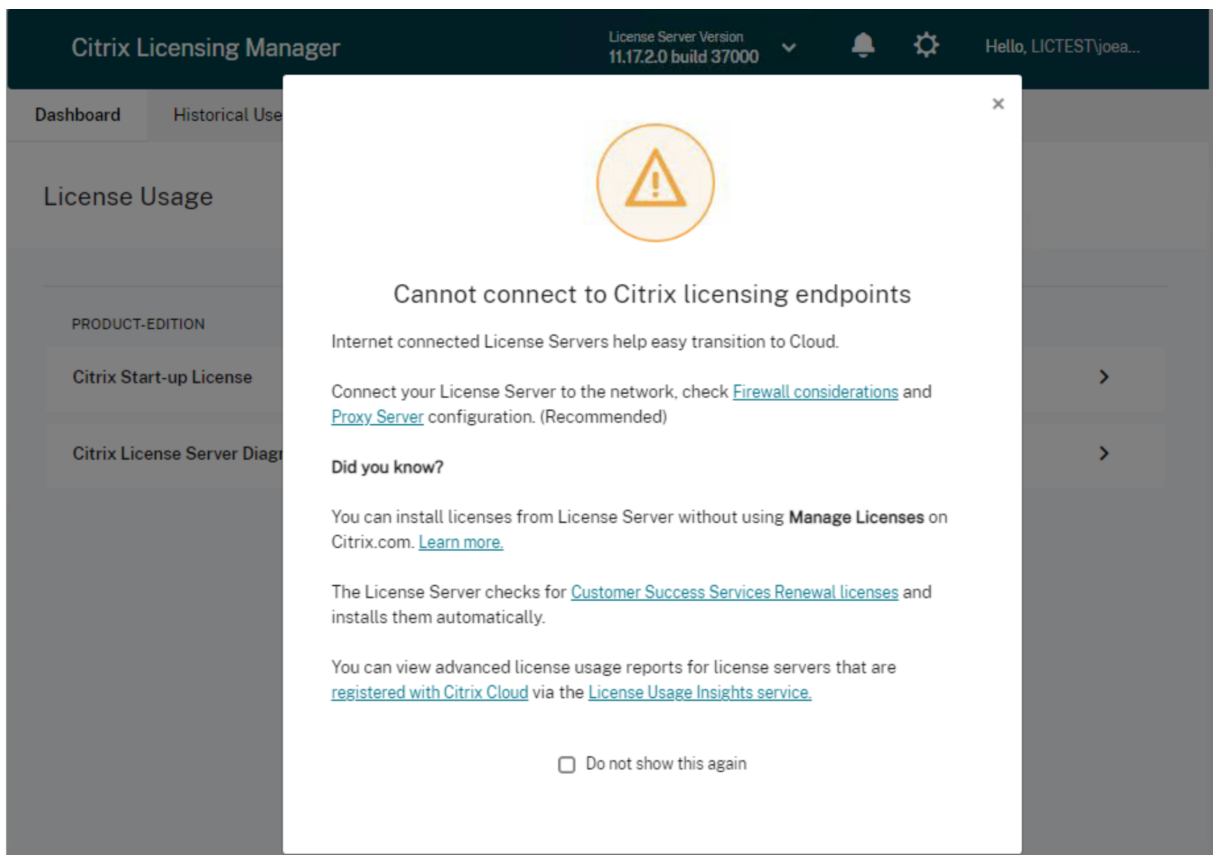 Citrix Licensing Manager
License Server Version
11.17.2.0 build 37000
Hello, LICTEST\joea...
Dashboard
Historical Use
×
License Usage
Cannot connect to Citrix licensing endpoints
PRODUCT-EDITION
Internet connected License Servers help easy transition to Cloud.
Citrix Start-up License
Connect your License Server to the network, check Firewall considerations and
Proxy Server configuration. (Recommended)
Citrix License Server Diagr
Did you know?
You can install licenses from License Server without using Manage Licenses on
Citrix.com. Learn more.
The License Server checks for Customer Success Services Renewal licenses and
installs them automatically.
You can view advanced license usage reports for license servers that are
registered with Citrix Cloud via the License Usage Insights service.
Do not show this again